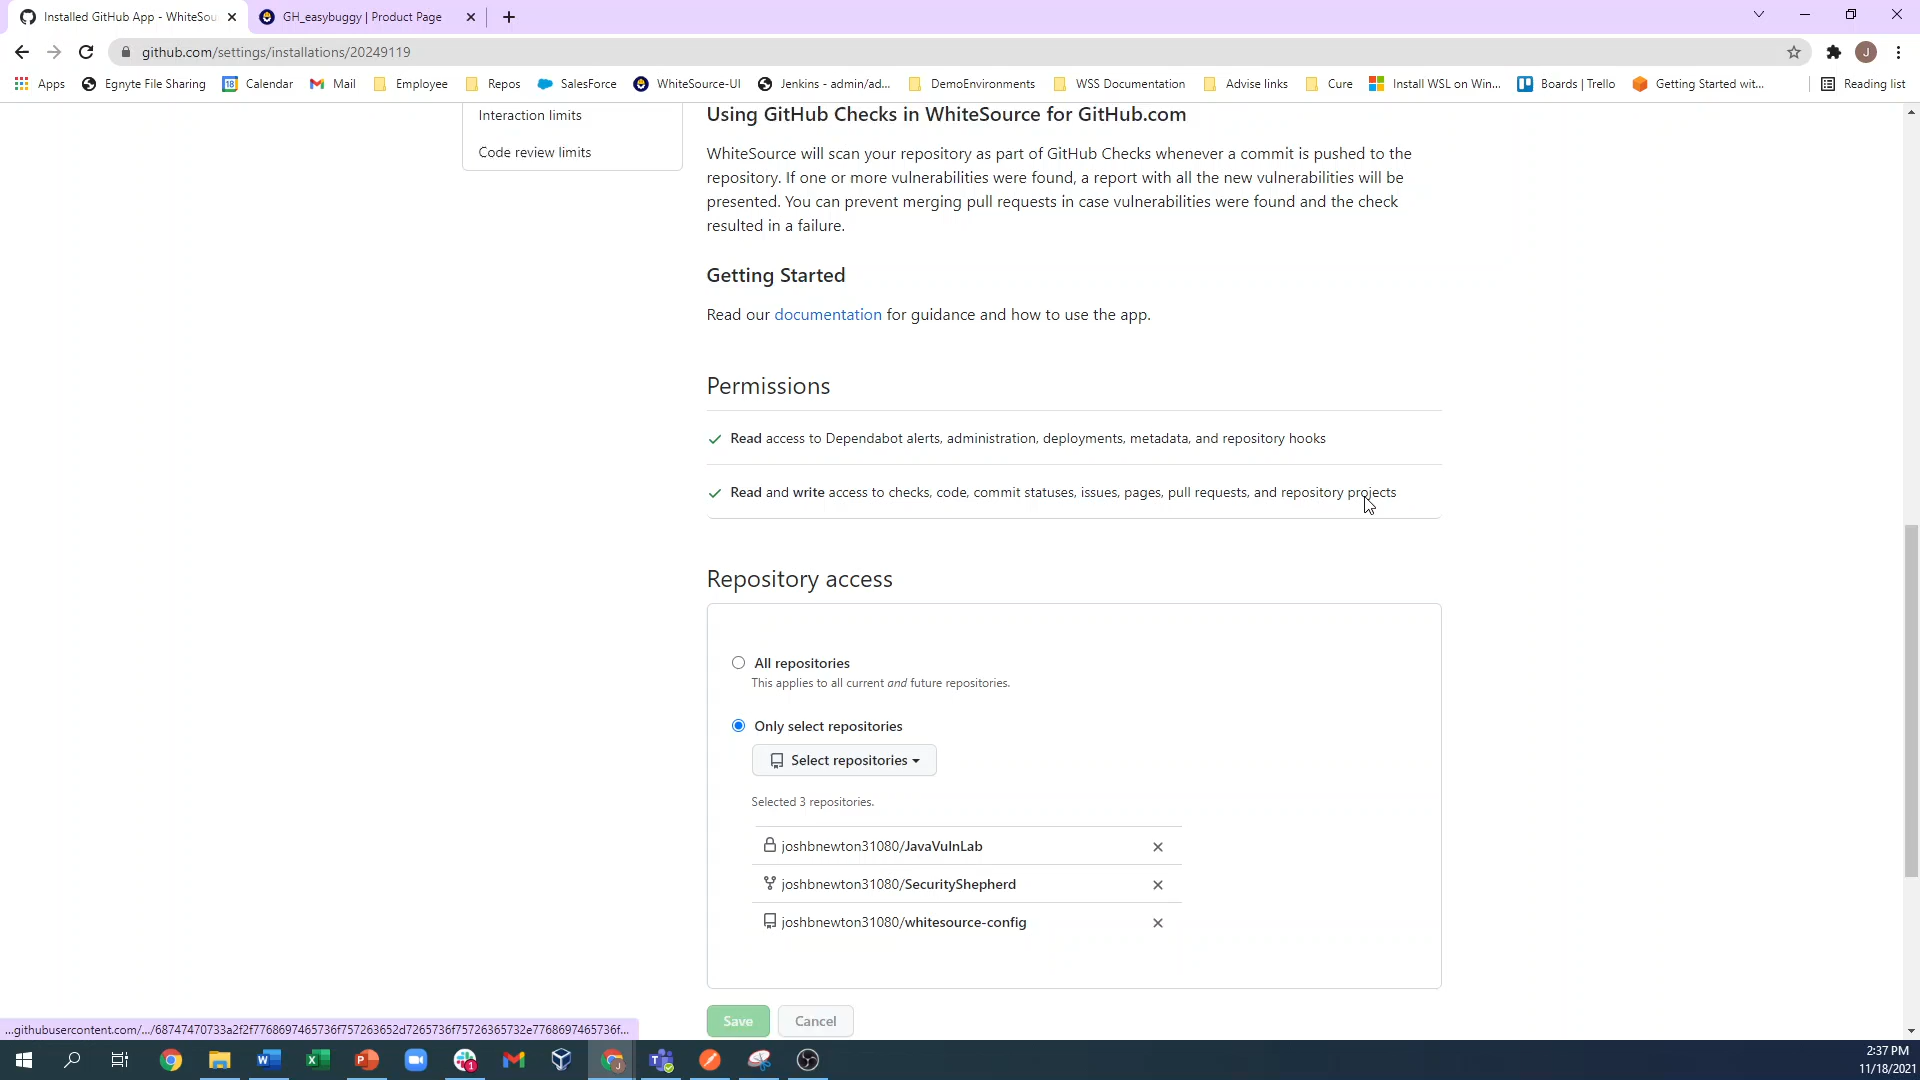 Installed GitHub App - WhiteSou
GH_easybuggy | Product Page
github.com/settings/installations/20249119
J
Apps
Egnyte File Sharing
18
Calendar
Mail
Employee
Repos
SalesForce
WhiteSource-UI
Jenkins - admin/ad...
DemoEnvironments
WSS Documentation
Advise links
Cure
Install WSL on Win...
Boards | Trello
Getting Started wit...
Reading list
Interaction limits
Code review limits
Using GitHub Checks in WhiteSource for GitHub.com
WhiteSource will scan your repository as part of GitHub Checks whenever a commit is pushed to the
repository. If one or more vulnerabilities were found, a report with all the new vulnerabilities will be
presented. You can prevent merging pull requests in case vulnerabilities were found and the check
resulted in a failure.
Getting Started
Read our documentation for guidance and how to use the app.
Permissions
Read access to Dependabot alerts, administration, deployments, metadata, and repository hooks
Read and write access to checks, code, commit statuses, issues, pages, pull requests, and repository projects
Repository access
All repositories
This applies to all current and future repositories.
Only select repositories
Select repositories
Selected 3 repositories.
joshbnewton31080/JavaVulnLab
joshbnewton31080/SecurityShepherd
joshbnewton31080/whitesource-config
Save
Cancel
...githubusercontent.com/.../68747470733a2f2f7768697465736f757263652d7265736f75726365732e7768697465736f...
2:37 PM
11/18/2021